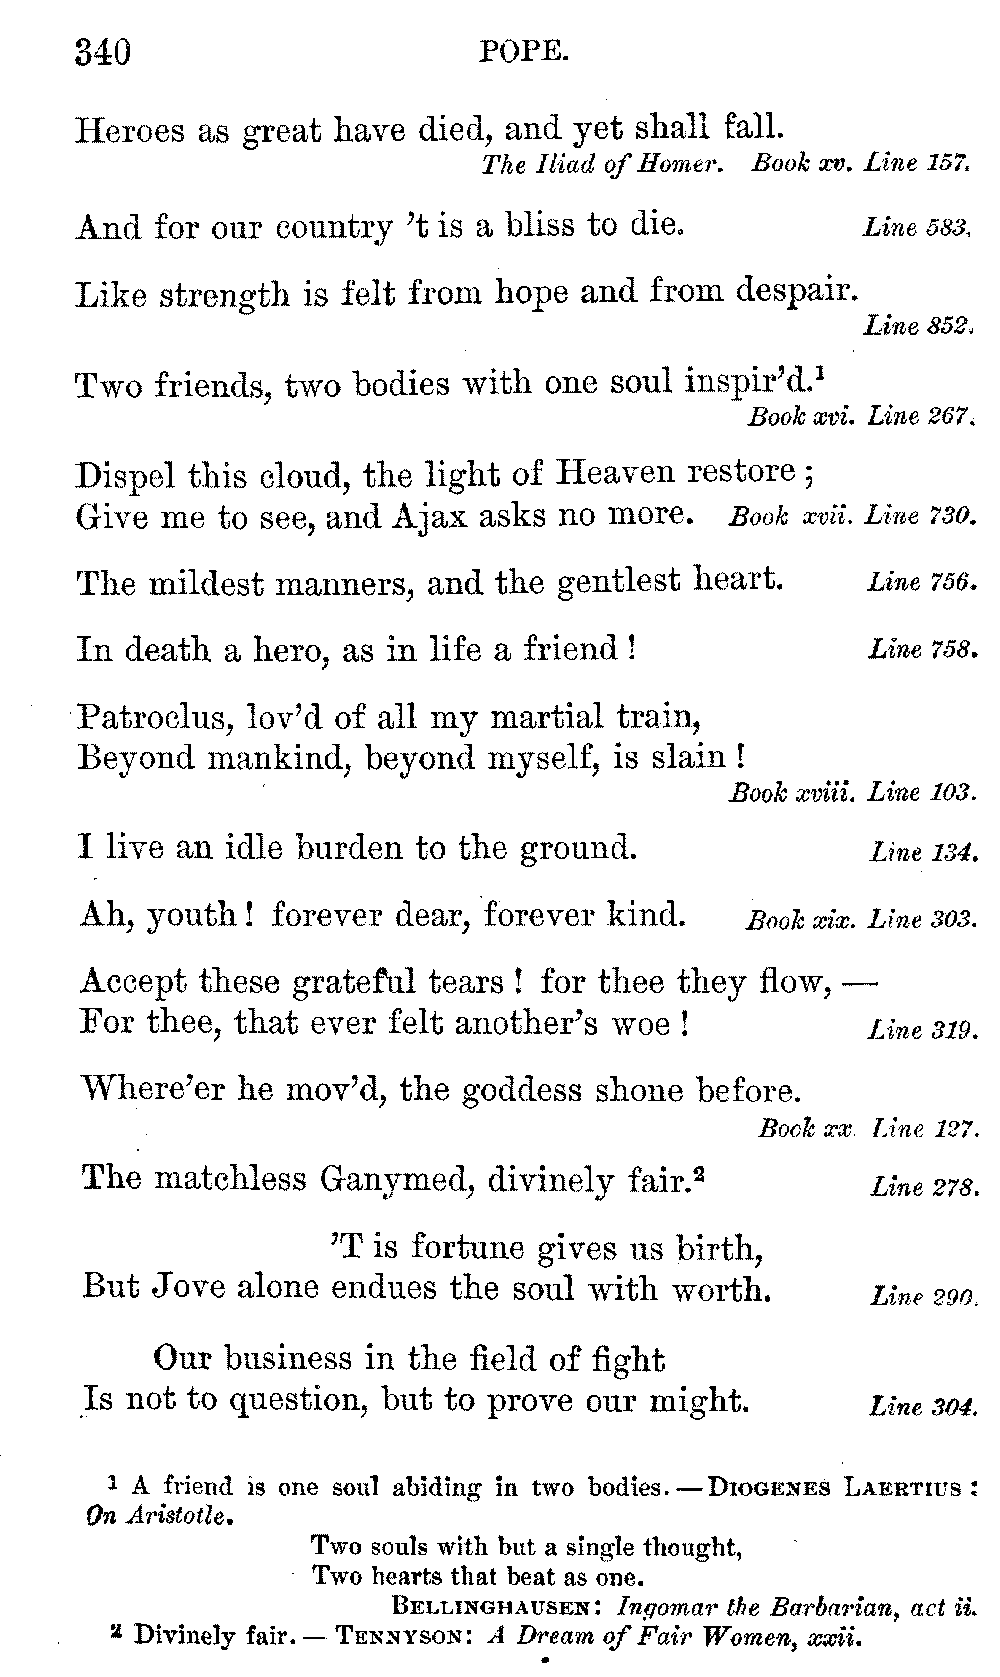 340 POPE.
Heroes as great have died, and yet shall fall.
The Iliad of Homer. Book xv. Line 157.
And for our country 't is a bliss to die. Line 583.
Like strength is felt from hope and from despair.
Line 852.
Two friends, two bodies with one soul inspir'd.¹
Book xvi. Line 267.
Dispel this cloud, the light of Heaven restore ;
Give me to see, and Ajax asks no more. Book xvii. Line 730.
The mildest manners, and the gentlest heart. Line 756.
In death a hero, as in life a friend ! Line 758.
Patroclus, lov'd of all my martial train,
Beyond mankind, beyond myself, is slain !
Book xviii. Line 103.
I live an idle burden to the ground. Line 134.
Ah, youth ! forever dear, forever kind. Book xix. Line 303.
Accept these grateful tears ! for thee they flow, —
For thee, that ever felt another's woe ! Line 319.
Where'er he mov'd, the goddess shone before.
Book xx. Line 127.
The matchless Ganymed, divinely fair.² Line 278.
'T is fortune gives us birth,
But Jove alone endues the soul with worth. Line 290.
Our business in the field of fight
Is not to question, but to prove our might. Line 304.
¹ A friend is one soul abiding in two bodies. — DIOGENES LAERTIUS :
On Aristotle.
Two souls with but a single thought,
Two hearts that beat as one.
BELLINGHAUSEN: Ingomar the Barbarian, act ii.
² Divinely fair. — TENNYSON: A Dream of Fair Women, xxii.